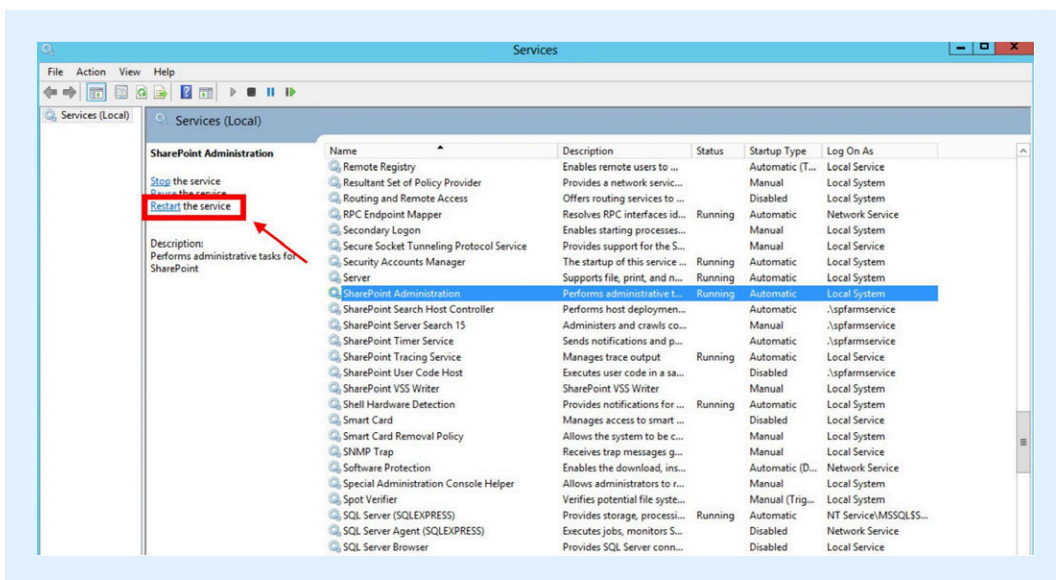 Services
File Action View Help
Services (Local)
Services (Local)
SharePoint Administration
Stop the service
Pause the service
Restart the service
Description:
Performs administrative tasks for
SharePoint
Name Description Status Startup Type Log On As
Remote Registry Enables remote users to ... Automatic (T... Local Service
Resultant Set of Policy Provider Provides a network servic... Manual Local System
Routing and Remote Access Offers routing services to ... Disabled Local System
RPC Endpoint Mapper Resolves RPC interfaces id... Running Automatic Network Service
Secondary Logon Enables starting processes... Manual Local System
Secure Socket Tunneling Protocol Service Provides support for the S... Manual Local Service
Security Accounts Manager The startup of this service ... Running Automatic Local System
Server Supports file, print, and n... Running Automatic Local System
SharePoint Administration Performs administrative t... Running Automatic Local System
SharePoint Search Host Controller Performs host deploymen... Automatic .\spfarmservice
SharePoint Server Search 15 Administers and crawls co... Manual .\spfarmservice
SharePoint Timer Service Sends notifications and p... Automatic .\spfarmservice
SharePoint Tracing Service Manages trace output Running Automatic Local Service
SharePoint User Code Host Executes user code in a sa... Disabled .\spfarmservice
SharePoint VSS Writer SharePoint VSS Writer Manual Local System
Shell Hardware Detection Provides notifications for ... Running Automatic Local System
Smart Card Manages access to smart ... Disabled Local Service
Smart Card Removal Policy Allows the system to be c... Manual Local System
SNMP Trap Receives trap messages g... Manual Local Service
Software Protection Enables the download, ins... Automatic (D... Network Service
Special Administration Console Helper Allows administrators to r... Manual Local System
Spot Verifier Verifies potential file syste... Manual (Trig... Local System
SQL Server (SQLEXPRESS) Provides storage, processi... Running Automatic NT Service\MSSQL$S...
SQL Server Agent (SQLEXPRESS) Executes jobs, monitors S... Disabled Network Service
SQL Server Browser Provides SQL Server conn... Disabled Local Service